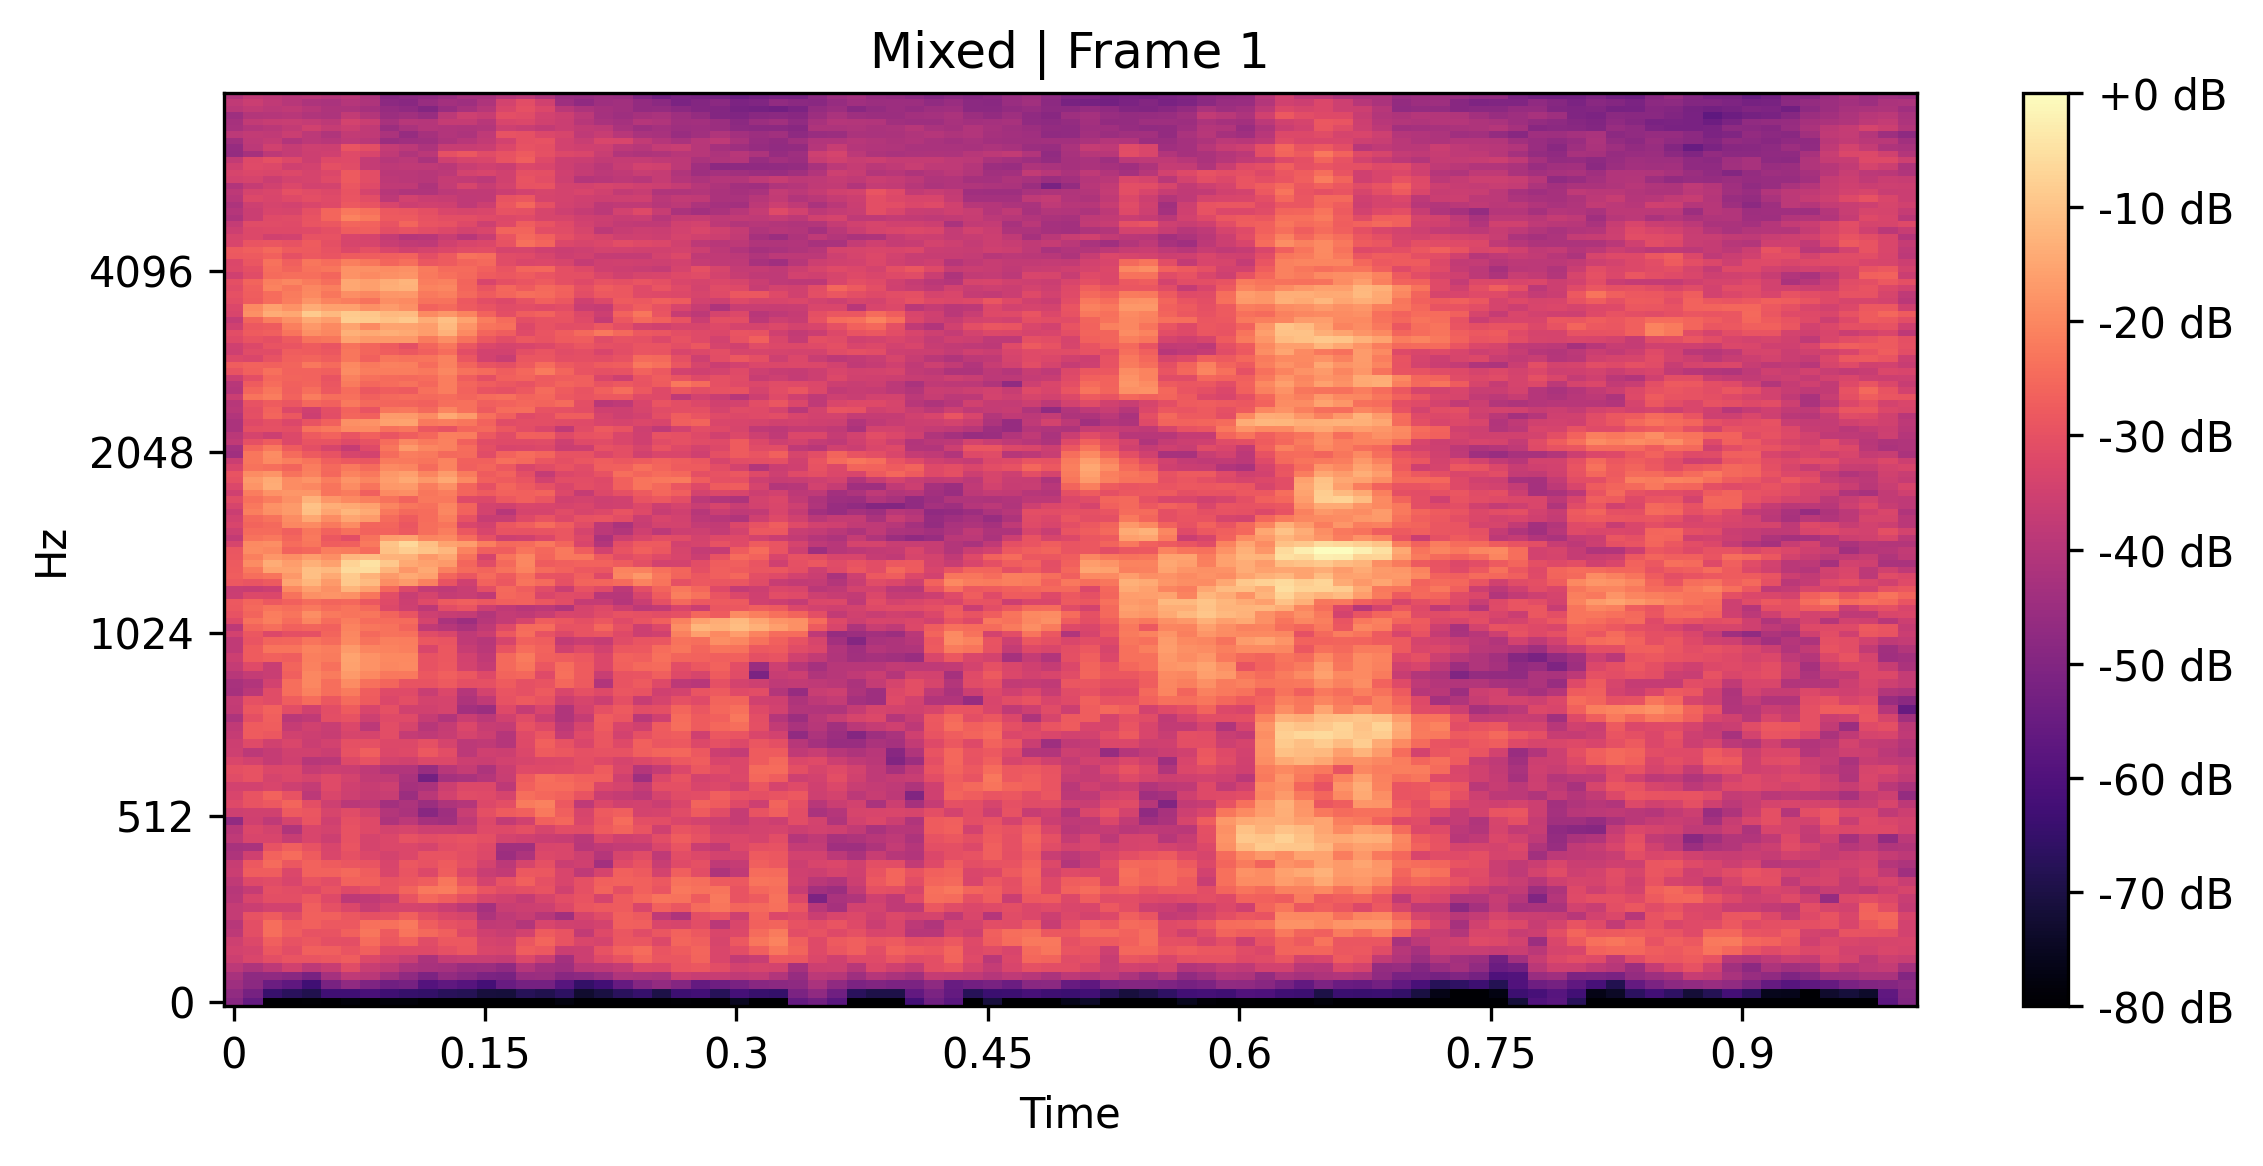 Mixed | Frame 1
Hz
4096
2048
1024
512
0
0 0.15 0.3 0.45 0.6 0.75 0.9
Time
+0 dB
-10 dB
-20 dB
-30 dB
-40 dB
-50 dB
-60 dB
-70 dB
-80 dB